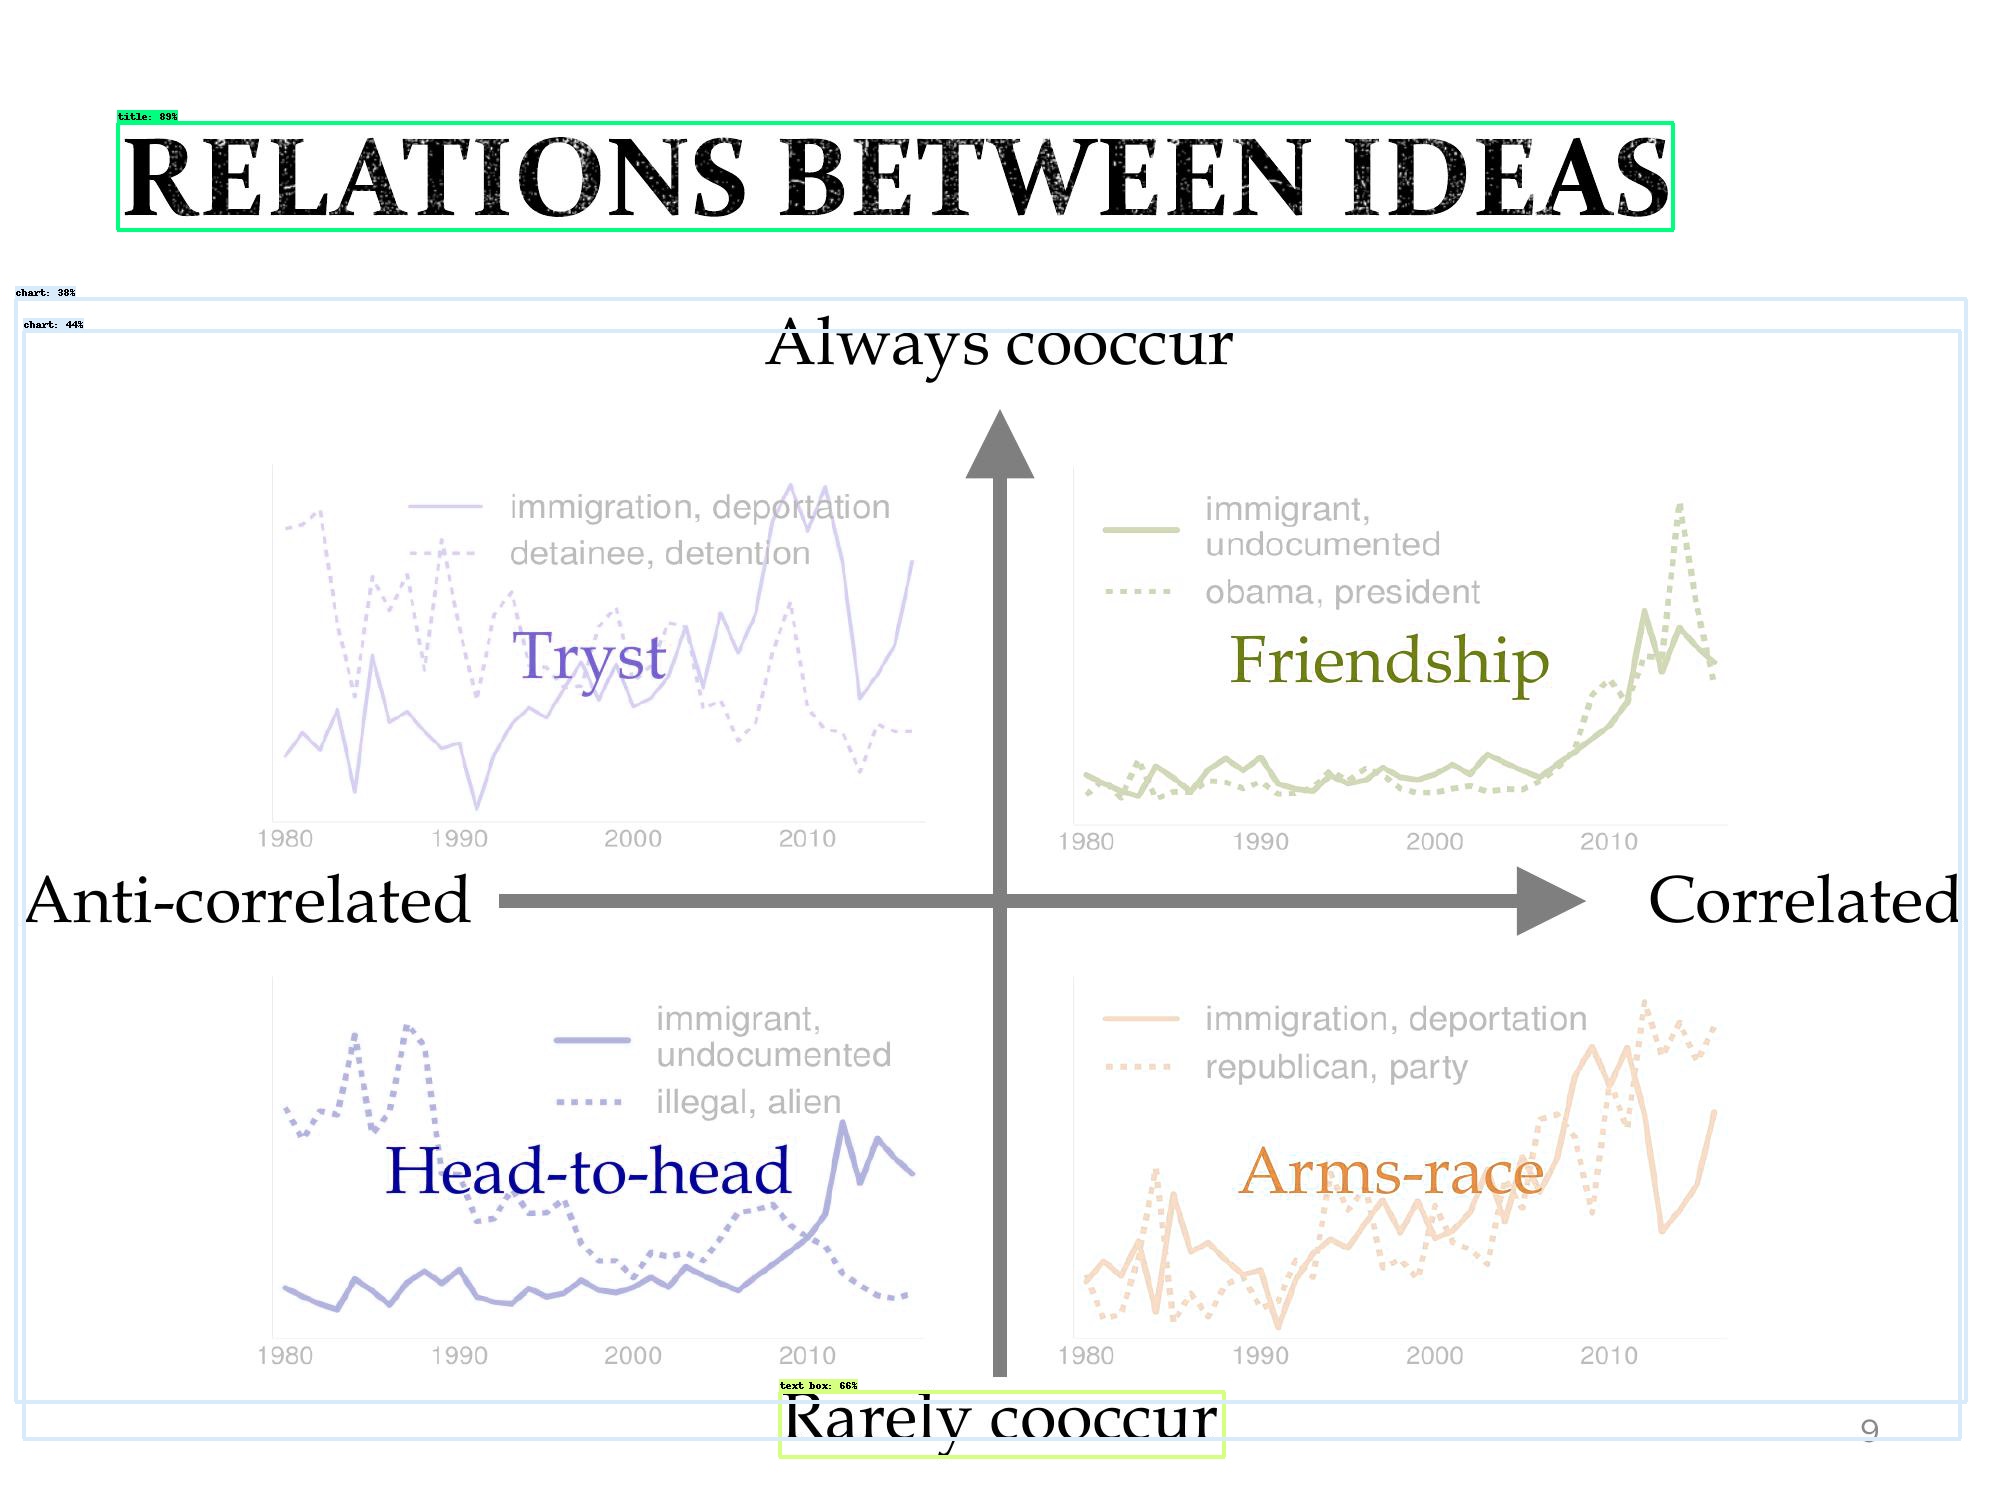 title: 89%
RELATIONS BETWEEN IDEAS
chart: 38%
chart: 44%
Always cooccur
immigration, deportation
detainee, detention
Tryst
1980 1990 2000 2010
immigrant,
undocumented
obama, president
Friendship
1980 1990 2000 2010
Anti-correlated
Correlated
immigrant,
undocumented
illegal, alien
Head-to-head
1980 1990 2000 2010
immigration, deportation
republican, party
Arms-race
1980 1990 2000 2010
text box: 66%
Rarely cooccur
9